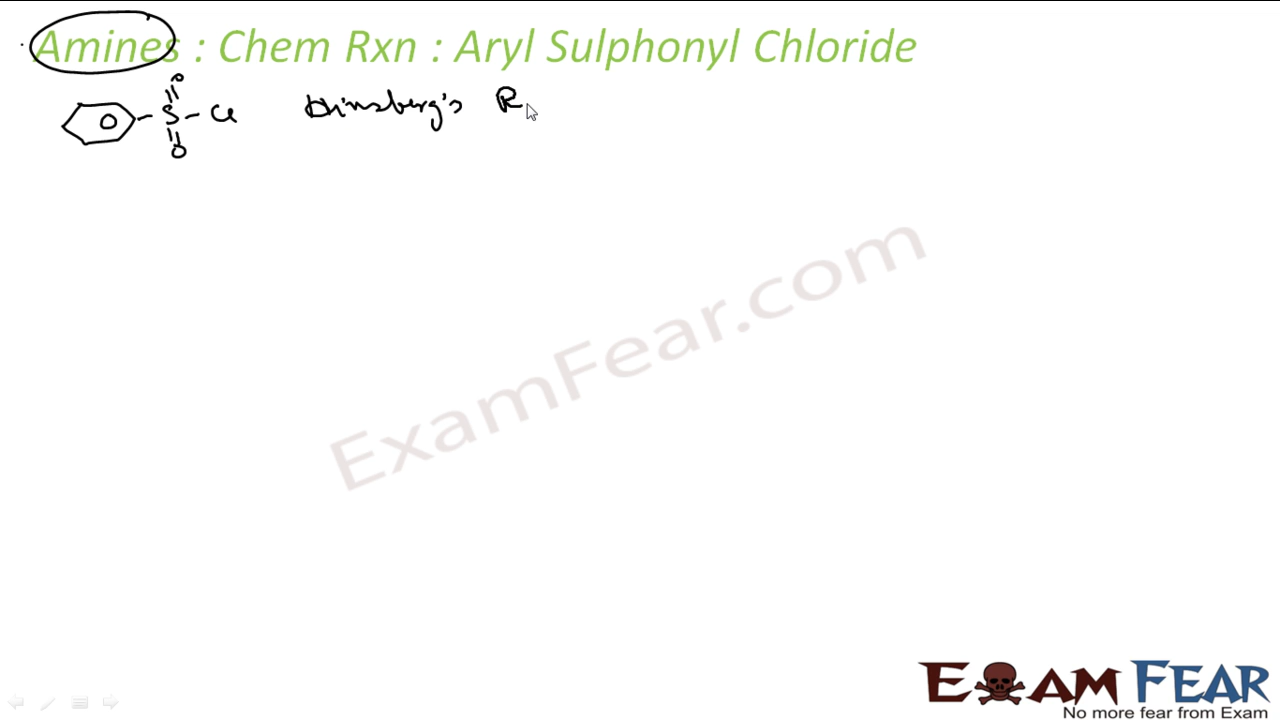 Amines : Chem Rxn : Aryl Sulphonyl Chloride
O
S Cl Hinsberg's R
O
ExamFear.com
EXAM FEAR
No more fear from Exam